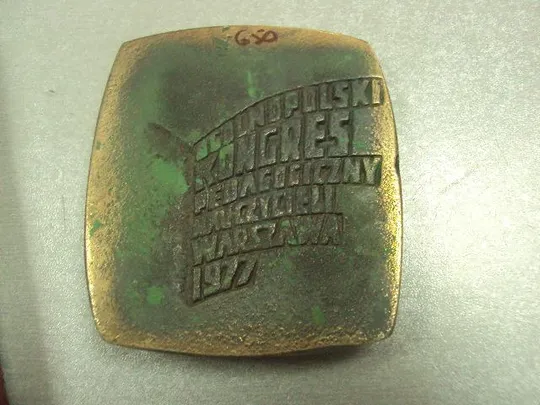 650
OGÓLNOPOLSKI
KONGRES
PEDAGOGICZNY
NAUCZYCIELI
WARSZAWA
1977